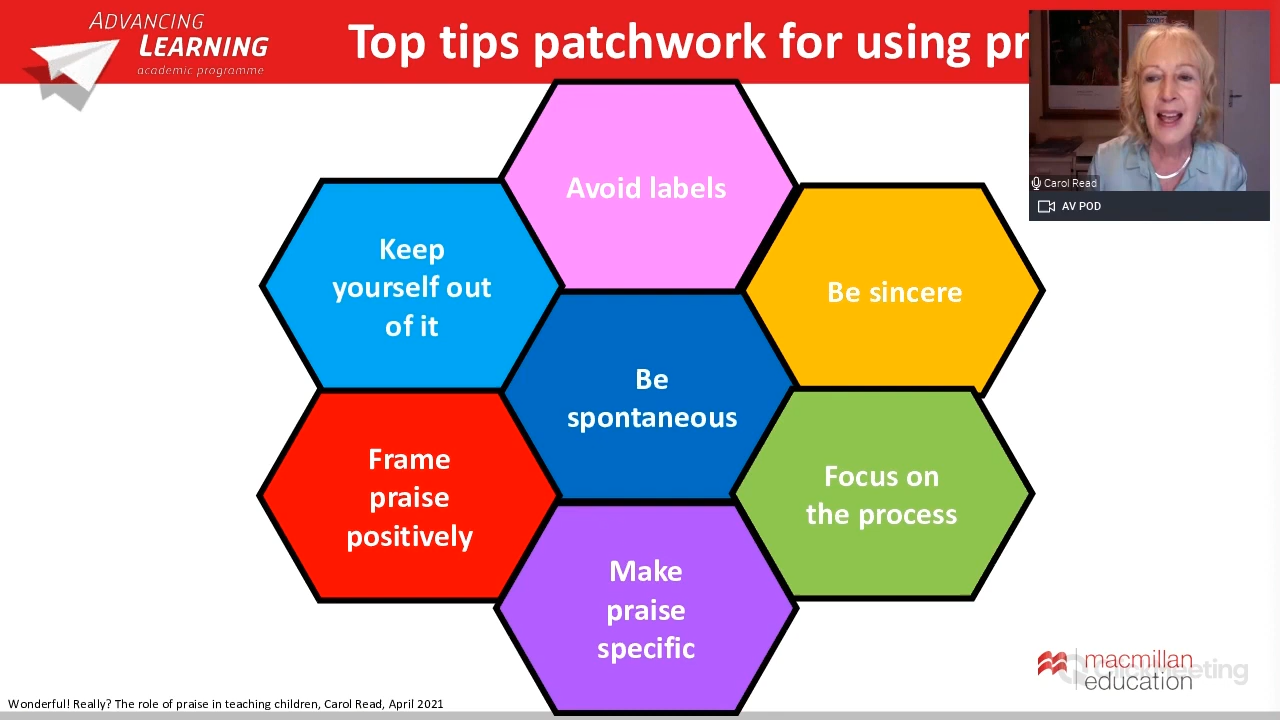 ADVANCING
LEARNING
academic programme
Top tips patchwork for using pr
Carol Read
AV POD
Avoid labels
Keep
yourself out
of it
Be sincere
Be
spontaneous
Frame
praise
positively
Focus on
the process
Make
praise
specific
macmillan
education
ClickMeeting
Wonderful! Really? The role of praise in teaching children, Carol Read, April 2021